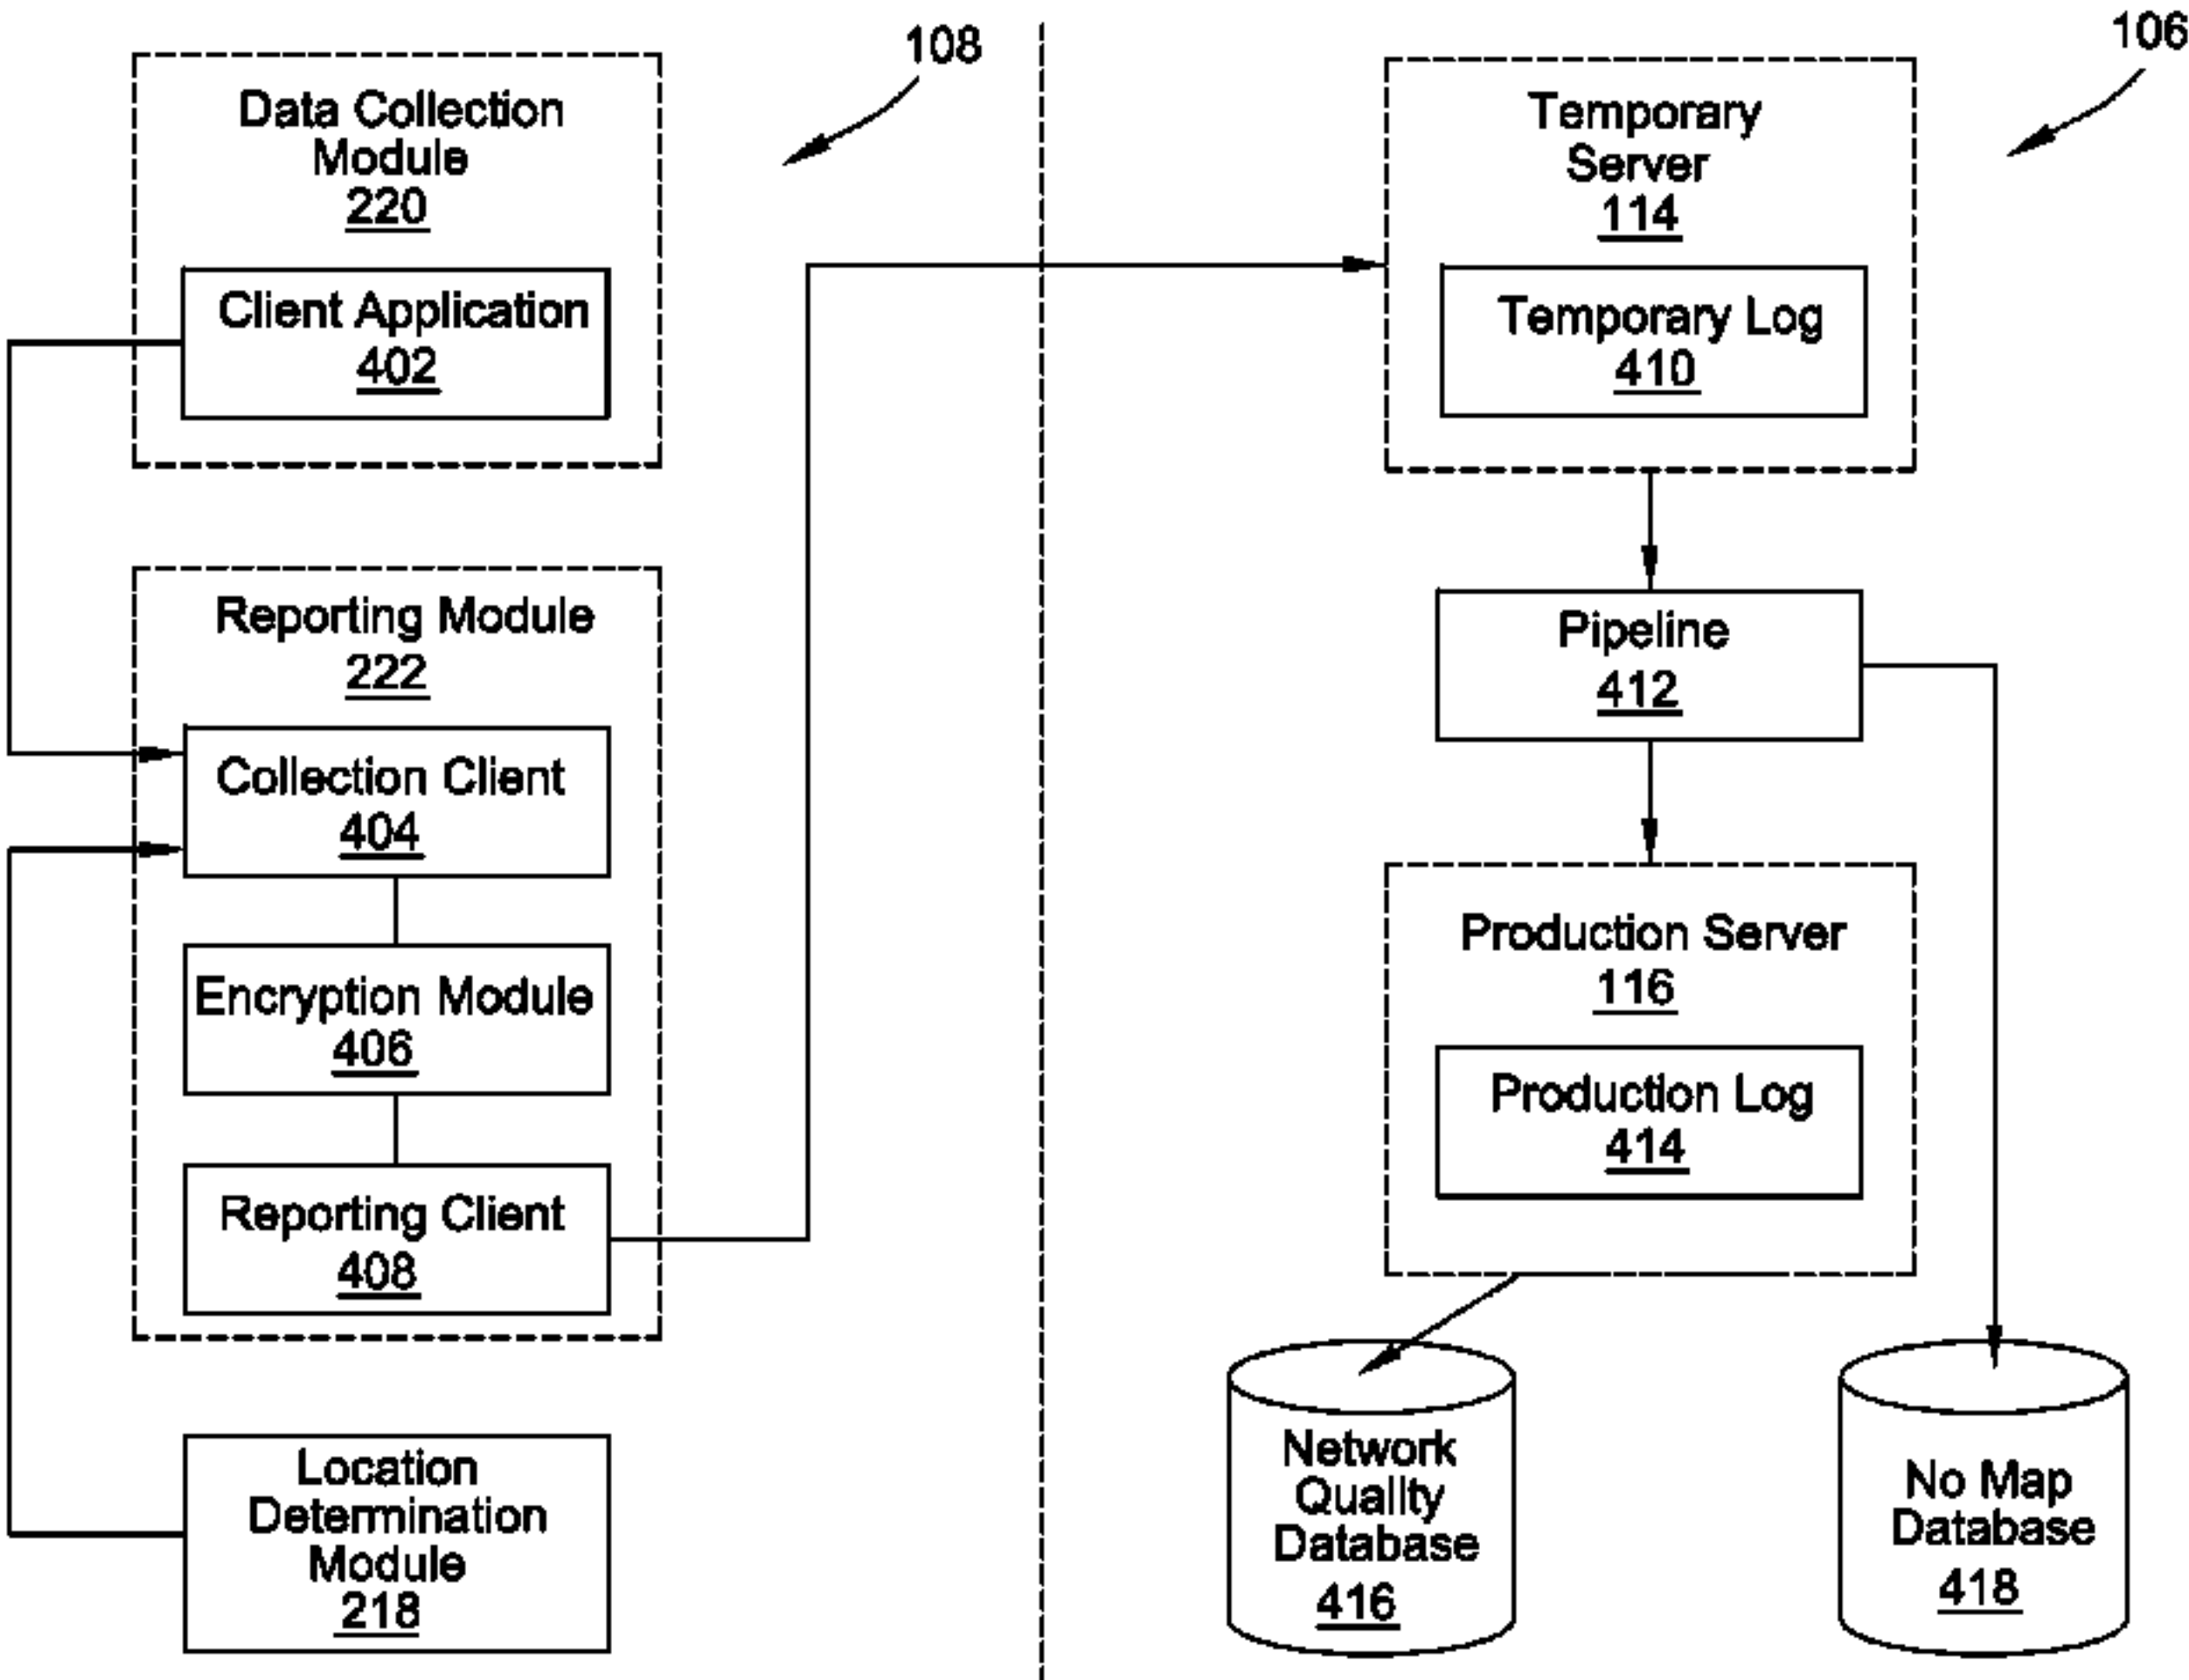 108
Data Collection
Module
220
Client Application
402
Reporting Module
222
Collection Client
404
Encryption Module
406
Reporting Client
408
Location
Determination
Module
218
106
Temporary
Server
114
Temporary Log
410
Pipeline
412
Production Server
116
Production Log
414
Network
Quality
Database
416
No Map
Database
418